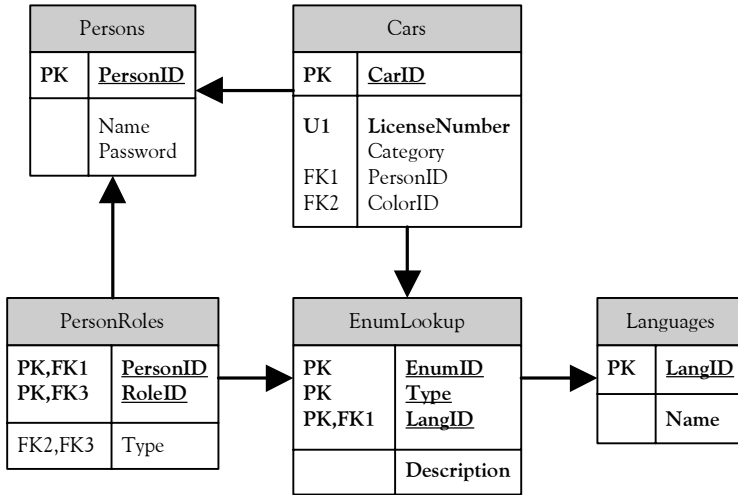 Persons
PK PersonID
Name
Password
Cars
PK CarID
U1 LicenseNumber
Category
FK1 PersonID
FK2 ColorID
PersonRoles
PK,FK1 PersonID
PK,FK3 RoleID
FK2,FK3 Type
EnumLookup
PK EnumID
PK Type
PK,FK1 LangID
Description
Languages
PK LangID
Name